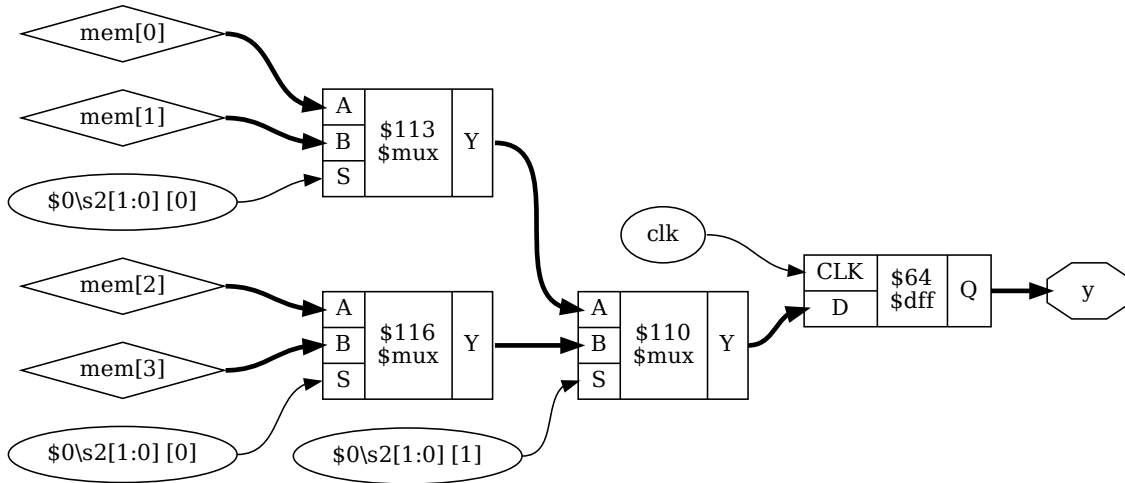 mem[0]
mem[1]
$0\s2[1:0] [0]
A
B
S
$113
$mux
Y
mem[2]
mem[3]
$0\s2[1:0] [0]
A
B
S
$116
$mux
Y
$0\s2[1:0] [1]
A
B
S
$110
$mux
Y
clk
CLK
D
$64
$dff
Q
y